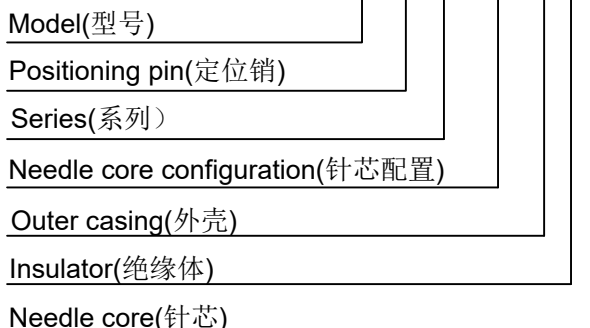 Model(型号)
Positioning pin(定位销)
Series(系列）
Needle core configuration(针芯配置)
Outer casing(外壳)
Insulator(绝缘体)
Needle core(针芯)